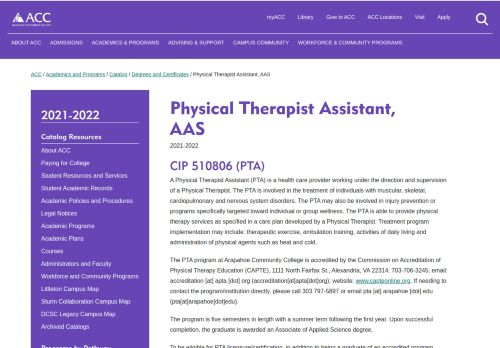 ACC
myACC Library Give to ACC ACC Locations Visit Apply
ABOUT ACC ADMISSIONS ACADEMICS & PROGRAMS ADVISING & SUPPORT CAMPUS COMMUNITY WORKFORCE & COMMUNITY PROGRAMS
ACC / Academics and Programs / Catalog / Degrees and Certificates / Physical Therapist Assistant, AAS
2021-2022
Catalog Resources
About ACC
Paying for College
Student Resources and Services
Student Academic Records
Academic Policies and Procedures
Legal Notices
Academic Programs
Academic Plans
Courses
Administrators and Faculty
Workforce and Community Programs
Littleton Campus Map
Sturm Collaboration Campus Map
DCSC Legacy Campus Map
Archived Catalogs
Programs by Pathway
Physical Therapist Assistant,
AAS
2021-2022
CIP 510806 (PTA)
A Physical Therapist Assistant (PTA) is a health care provider working under the direction and supervision
of a Physical Therapist. The PTA is involved in the treatment of individuals with muscular, skeletal,
cardiopulmonary and nervous system disorders. The PTA may also be involved in injury prevention or
programs specifically targeted toward individual or group wellness. The PTA is able to provide physical
therapy services as specified in a care plan developed by a Physical Therapist. Treatment program
implementation may include: therapeutic exercise, ambulation training, activities of daily living and
administration of physical agents such as heat and cold.
The PTA program at Arapahoe Community College is accredited by the Commission on Accreditation of
Physical Therapy Education (CAPTE), 1111 North Fairfax St., Alexandria, VA 22314; 703-706-3245; email:
accreditation [at] apta [dot] org (accreditation[at]apta[dot]org); website: www.capteonline.org. If needing to
contact the program/institution directly, please call 303 797-5897 or email pta [at] arapahoe [dot] edu
(pta[at]arapahoe[dot]edu).
The program is five semesters in length with a summer term following the first year. Upon successful
completion, the graduate is awarded an Associate of Applied Science degree.
To be eligible for PTA licensure/certification, in addition to being a graduate of an accredited program,